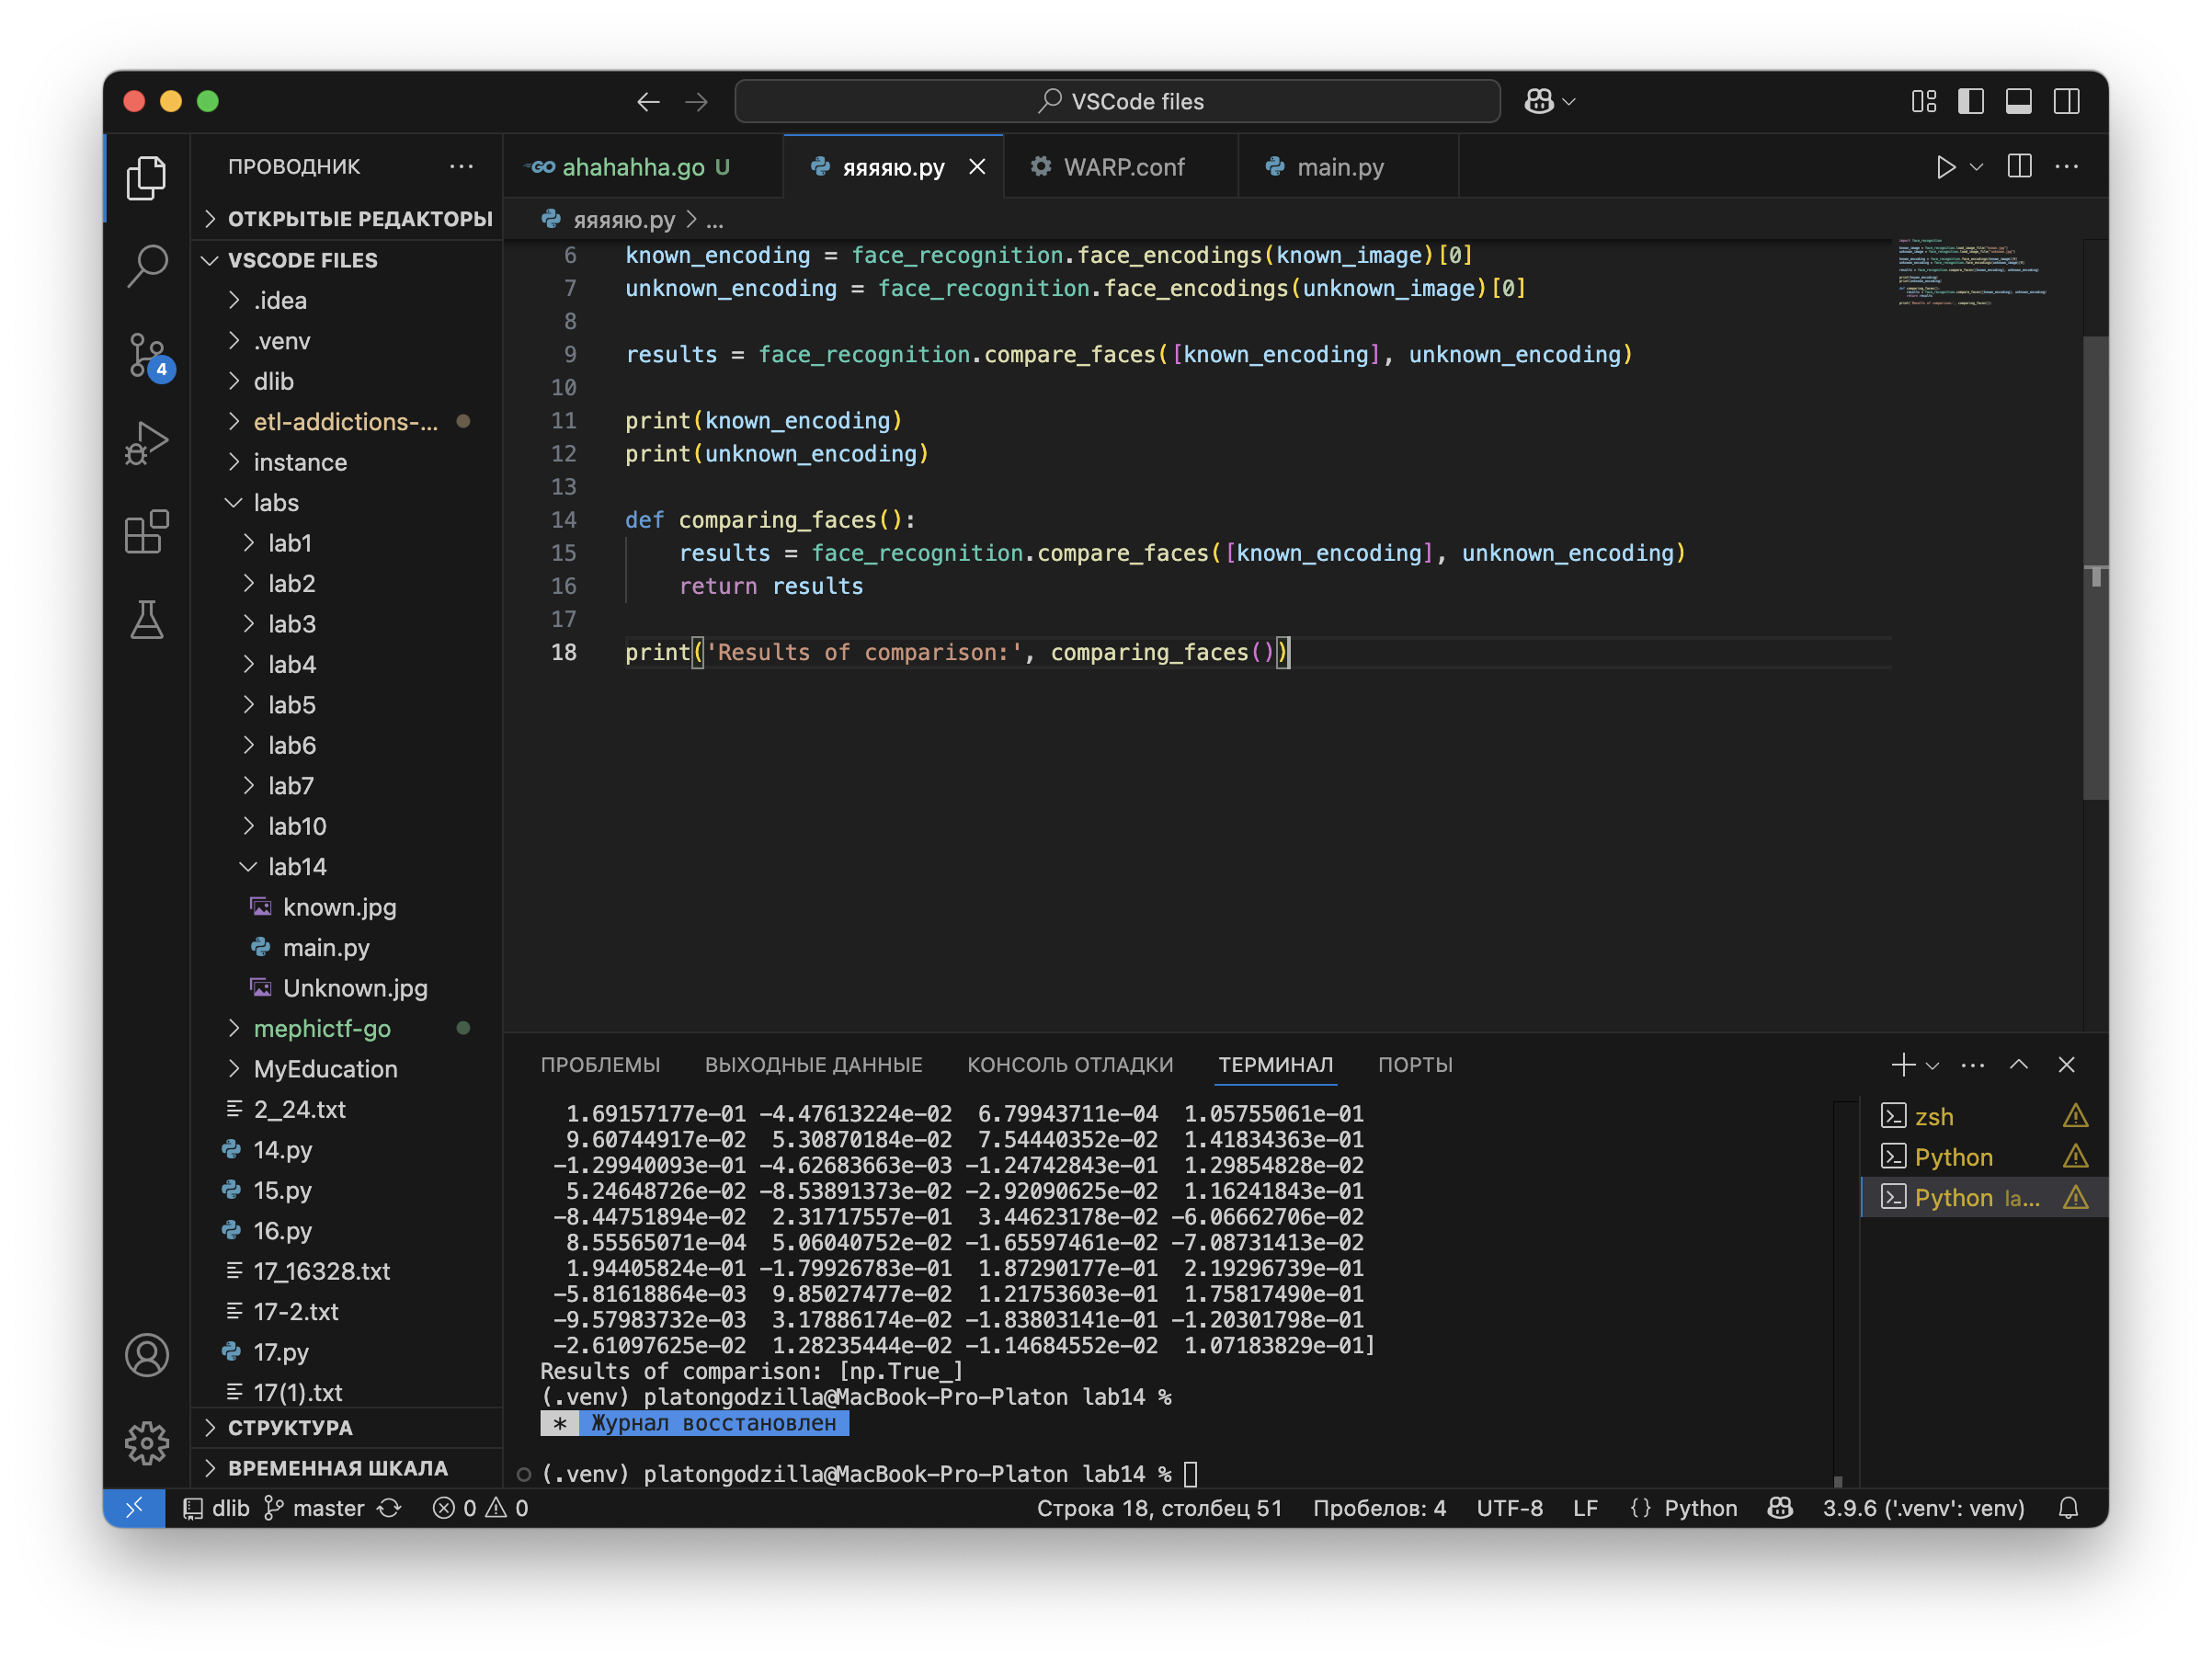 VSCode files
ПРОВОДНИК
ahahahha.go U
яяяяю.py
WARP.conf
main.py
ОТКРЫТЫЕ РЕДАКТОРЫ
яяяяю.py > ...
VSCODE FILES
.idea
.venv
dlib
etl-addictions-...
instance
labs
lab1
lab2
lab3
lab4
lab5
lab6
lab7
lab10
lab14
known.jpg
main.py
Unknown.jpg
mephictf-go
MyEducation
2_24.txt
14.py
15.py
16.py
17_16328.txt
17-2.txt
17.py
17(1).txt
СТРУКТУРА
ВРЕМЕННАЯ ШКАЛА
4
6 known_encoding = face_recognition.face_encodings(known_image)[0]
7 unknown_encoding = face_recognition.face_encodings(unknown_image)[0]
8
9 results = face_recognition.compare_faces([known_encoding], unknown_encoding)
10
11 print(known_encoding)
12 print(unknown_encoding)
13
14 def comparing_faces():
15 results = face_recognition.compare_faces([known_encoding], unknown_encoding)
16 return results
17
18 print('Results of comparison:', comparing_faces())
ПРОБЛЕМЫ ВЫХОДНЫЕ ДАННЫЕ КОНСОЛЬ ОТЛАДКИ ТЕРМИНАЛ ПОРТЫ
1.69157177e-01 -4.47613224e-02 6.79943711e-04 1.05755061e-01
9.60744917e-02 5.30870184e-02 7.54440352e-02 1.41834363e-01
-1.29940093e-01 -4.62683663e-03 -1.24742843e-01 1.29854828e-02
5.24648726e-02 -8.53891373e-02 -2.92090625e-02 1.16241843e-01
-8.44751894e-02 2.31717557e-01 3.44623178e-02 -6.06662706e-02
8.55565071e-04 5.06040752e-02 -1.65597461e-02 -7.08731413e-02
1.94405824e-01 -1.79926783e-01 1.87290177e-01 2.19296739e-01
-5.81618864e-03 9.85027477e-02 1.21753603e-01 1.75817490e-01
-9.57983732e-03 3.17886174e-02 -1.83803141e-01 -1.20301798e-01
-2.61097625e-02 1.28235444e-02 -1.14684552e-02 1.07183829e-01]
Results of comparison: [np.True_]
(.venv) platongodzilla@MacBook-Pro-Platon lab14 %
* Журнал восстановлен
(.venv) platongodzilla@MacBook-Pro-Platon lab14 %
zsh
Python
Python la...
dlib master 0 0
Строка 18, столбец 51 Пробелов: 4 UTF-8 LF {} Python 3.9.6 ('.venv': venv)